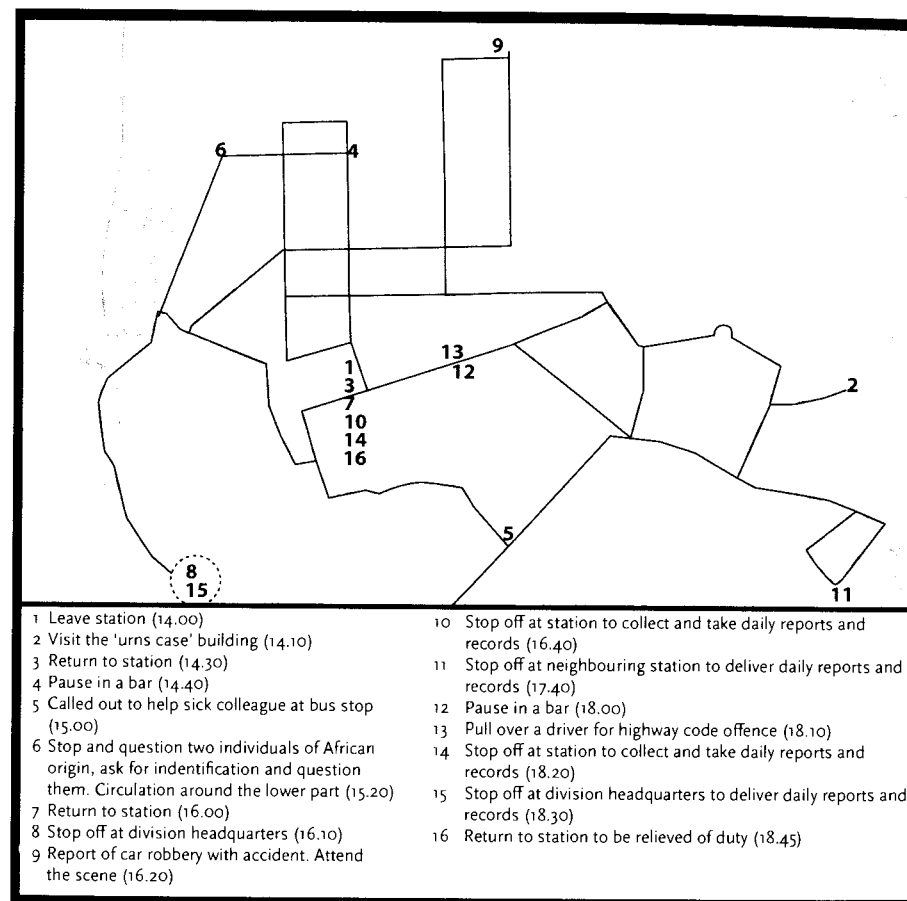 9
6
4
1
13
3
12
7
2
10
14
16
5
8
15
11
1 Leave station (14.00)
2 Visit the 'urns case' building (14.10)
3 Return to station (14.30)
4 Pause in a bar (14.40)
5 Called out to help sick colleague at bus stop
(15.00)
6 Stop and question two individuals of African
origin, ask for indentification and question
them. Circulation around the lower part (15.20)
7 Return to station (16.00)
8 Stop off at division headquarters (16.10)
9 Report of car robbery with accident. Attend
the scene (16.20)
10 Stop off at station to collect and take daily reports and
records (16.40)
11 Stop off at neighbouring station to deliver daily reports and
records (17.40)
12 Pause in a bar (18.00)
13 Pull over a driver for highway code offence (18.10)
14 Stop off at station to collect and take daily reports and
records (18.20)
15 Stop off at division headquarters to deliver daily reports and
records (18.30)
16 Return to station to be relieved of duty (18.45)